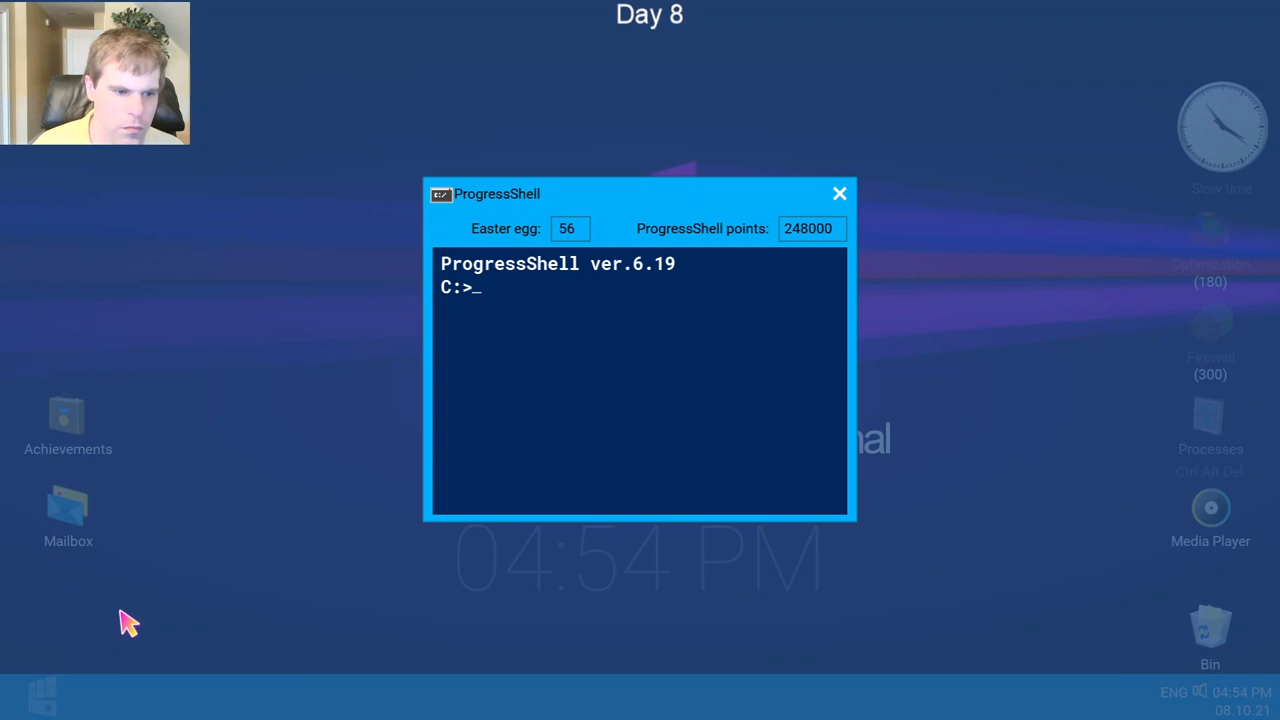 Day 8
ProgressShell
Easter egg: 56 ProgressShell points: 248000
ProgressShell ver.6.19
C:>_
Slow time
Optimization
(180)
Firewall
(300)
Achievements
Processes
Ctrl Alt Del
Mailbox
Media Player
nal
04:54 PM
Bin
ENG 04:54 PM
08.10.21